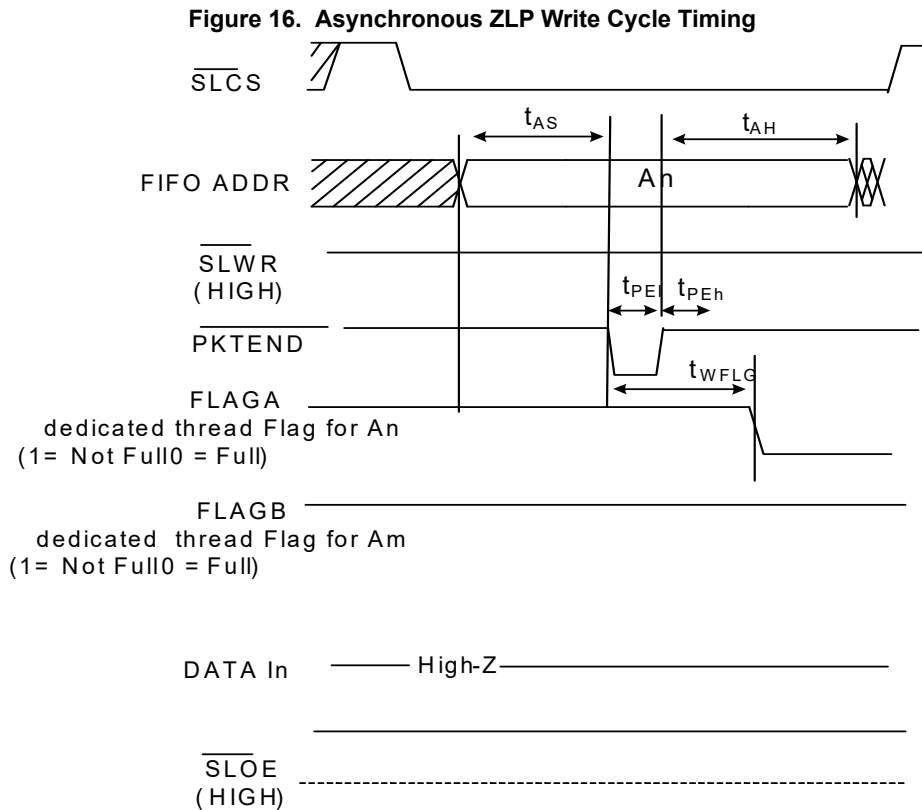 Figure 16. Asynchronous ZLP Write Cycle Timing
SLCS
tAS
tAH
FIFO ADDR
An
SLWR
(HIGH)
tPEl
tPEh
PKTEND
tWFLG
FLAGA
dedicated thread Flag for An
(1= Not Full0 = Full)
FLAGB
dedicated thread Flag for Am
(1= Not Full0 = Full)
DATA In
High-Z
SLOE
(HIGH)